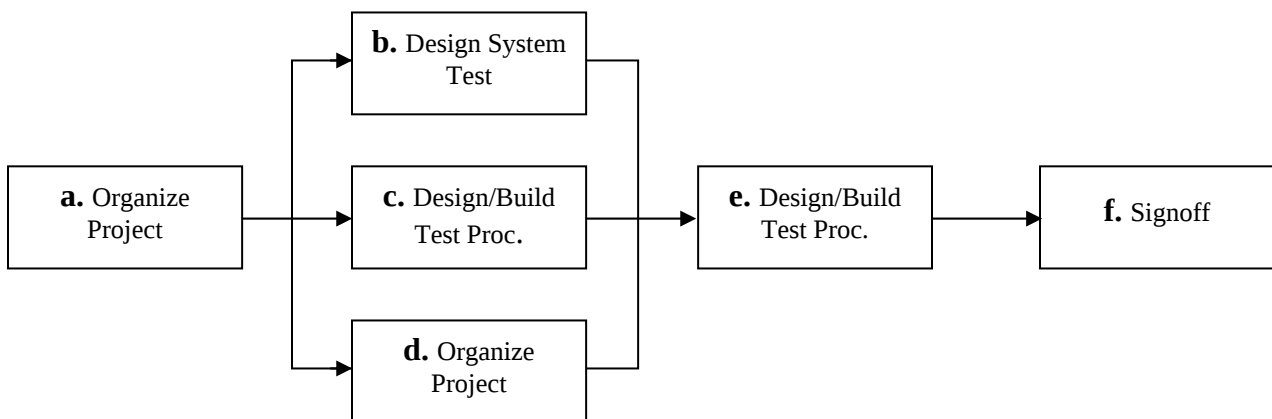 b. Design System
Test
a. Organize
Project
c. Design/Build
Test Proc.
e. Design/Build
Test Proc.
f. Signoff
d. Organize
Project